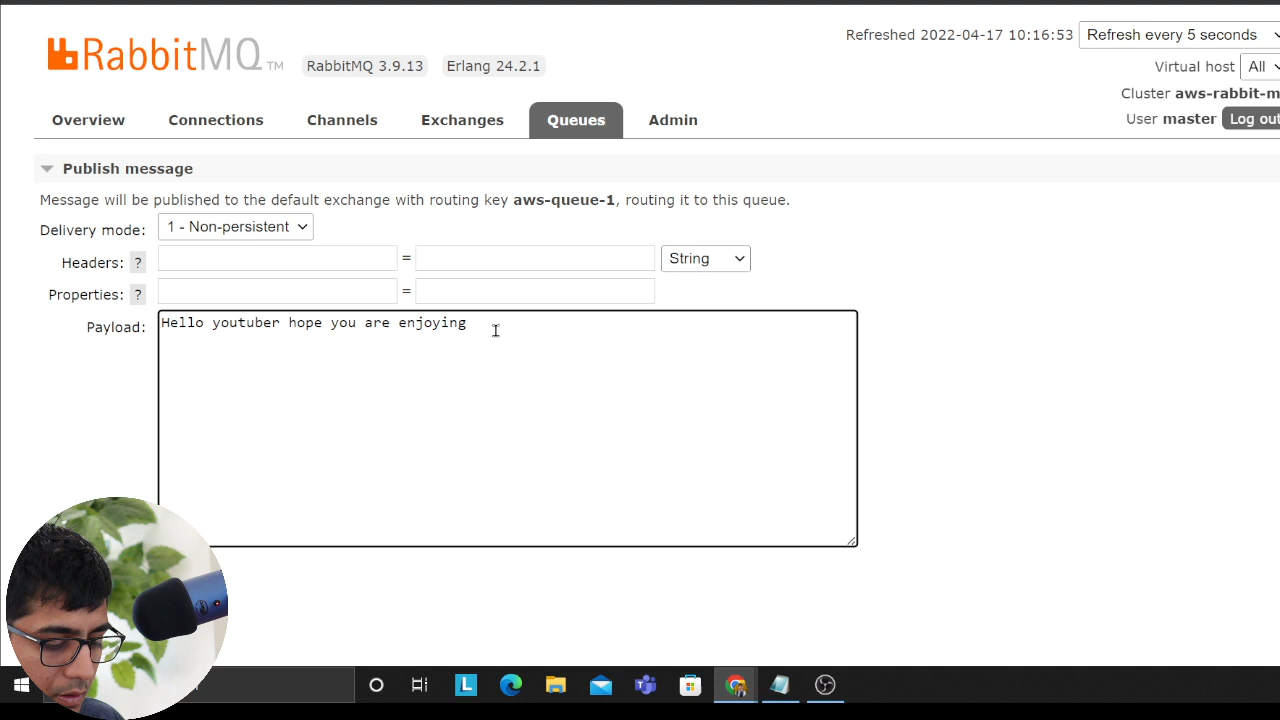 Refreshed 2022-04-17 10:16:53 Refresh every 5 seconds
RabbitMQ TM RabbitMQ 3.9.13 Erlang 24.2.1
Virtual host All
Cluster aws-rabbit-m
User master Log out
Overview Connections Channels Exchanges Queues Admin
Publish message
Message will be published to the default exchange with routing key aws-queue-1, routing it to this queue.
Delivery mode: 1 - Non-persistent
Headers: ? = String
Properties: ? =
Payload: Hello youtuber hope you are enjoying
L